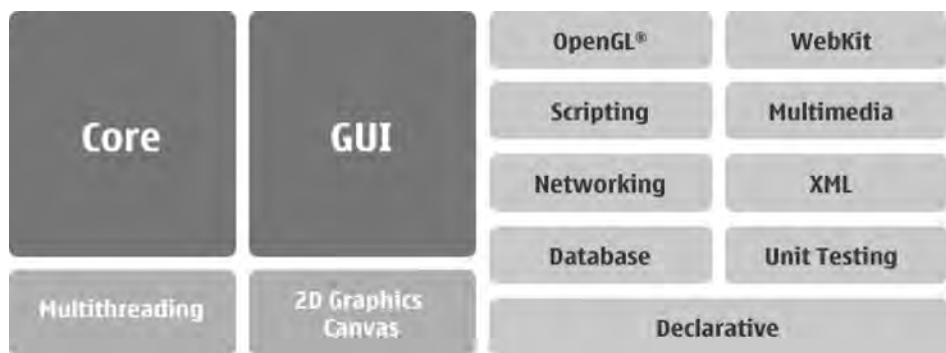 Core
GUI
OpenGL®
WebKit
Scripting
Multimedia
Networking
XML
Database
Unit Testing
Multithreading
2D Graphics
Canvas
Declarative